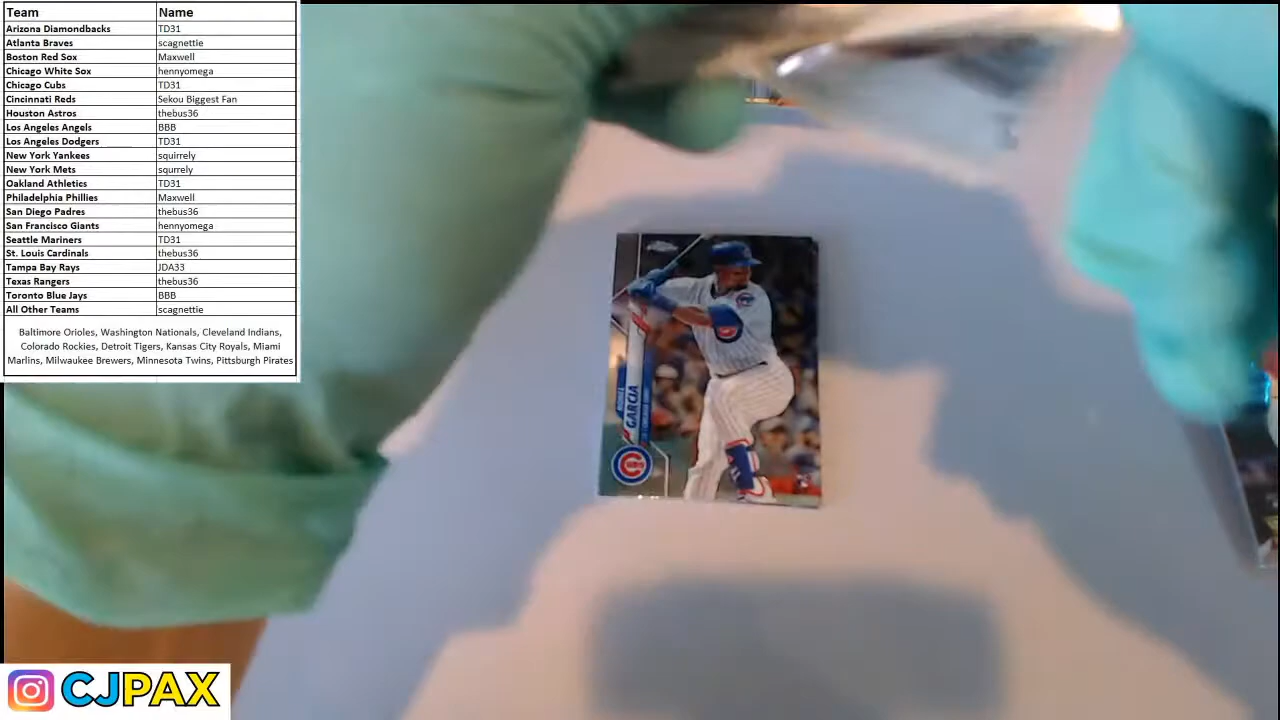 Team Name
Arizona Diamondbacks TD31
Atlanta Braves scagnettie
Boston Red Sox Maxwell
Chicago White Sox hennyomega
Chicago Cubs TD31
Cincinnati Reds Sekou Biggest Fan
Houston Astros thebus36
Los Angeles Angels BBB
Los Angeles Dodgers TD31
New York Yankees squirrely
New York Mets squrrely
Oakland Athletics TD31
Philadelphia Phillies Maxwell
San Diego Padres thebus36
San Francisco Giants hennyomega
Seattle Mariners TD31
St. Louis Cardinals thebus36
Tampa Bay Rays JDA33
Texas Rangers thebus36
Toronto Blue Jays BBB
All Other Teams scagnettie
Baltimore Orioles, Washington Nationals, Cleveland Indians,
Colorado Rockies, Detroit Tigers, Kansas City Royals, Miami
Marlins, Milwaukee Brewers, Minnesota Twins, Pittsburgh Pirates
GARCIA
CJPAX